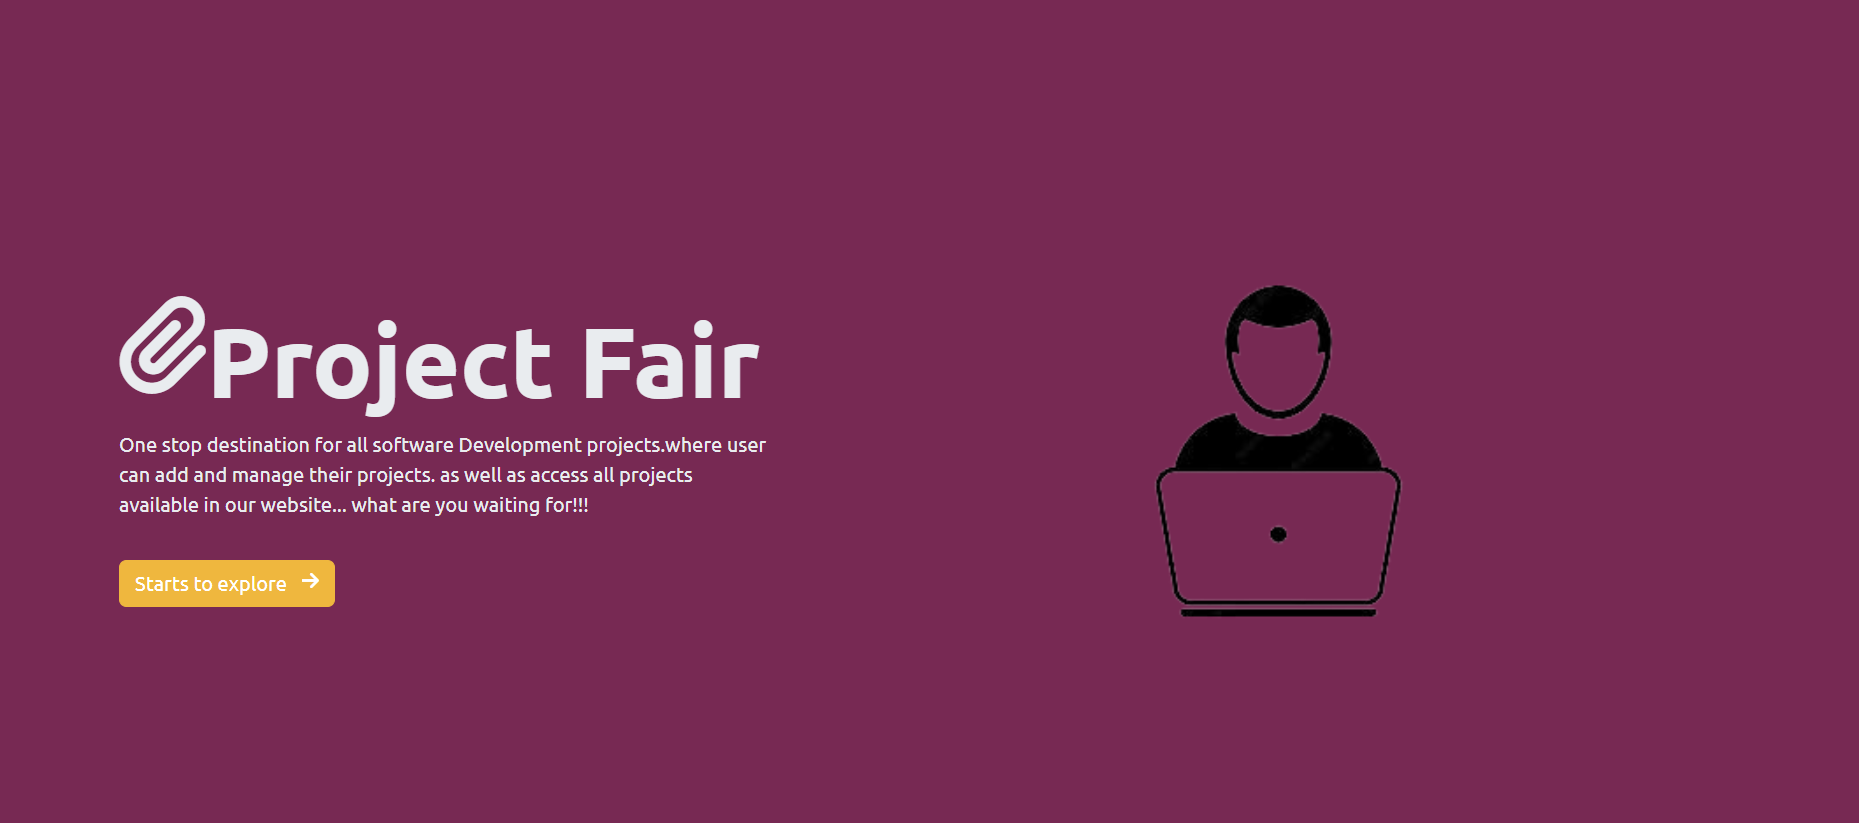 Project Fair
One stop destination for all software Development projects.where user
can add and manage their projects. as well as access all projects
available in our website... what are you waiting for!!!
Starts to explore